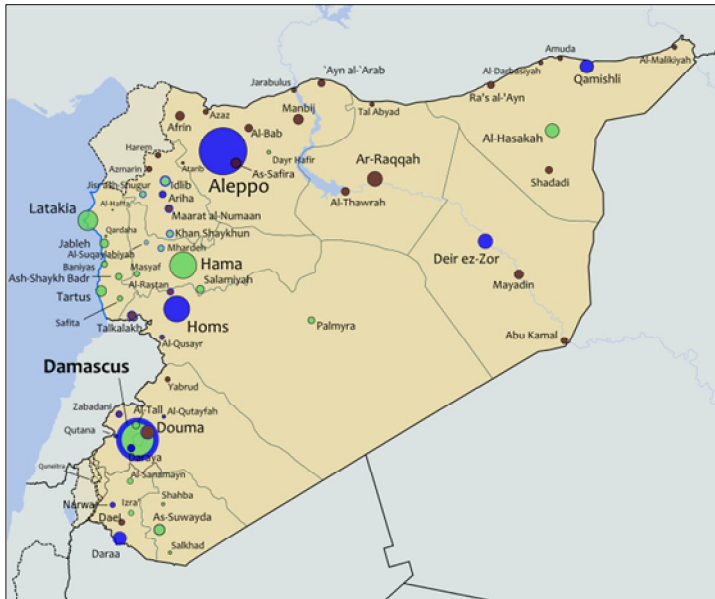 Al-Malikiyah
Amuda
Al-Darbasiyah
Qamishli
`Ayn al-`Arab
Jarabulus
Ra's al-'Ayn
Tal Abyad
Manbij
Azaz
Afrin
Al-Bab
Al-Hasakah
Harem
Atarib
Dayr Hafir
Azmarin
As-Safira
Ar-Raqqah
Shadadi
Aleppo
Jisr ash-Shugur
Idlib
Al-Thawrah
Ariha
Al-Haffa
Maarat al-Numaan
Latakia
Qardaha
Khan Shaykhun
Jableh
Al-Suqaylabiyah
Mhardeh
Deir ez-Zor
Baniyas
Masyaf
Hama
Ash-Shaykh Badr
Salamiyah
Mayadin
Al-Rastan
Tartus
Safita
Talkalakh
Homs
Palmyra
Abu Kamal
Al-Qusayr
Damascus
Yabrud
Zabadani
Al-Tall
Al-Qutayfah
Qutana
Douma
Daraya
Quneitra
Al-Sanamayn
Shahba
Nawa
Izra'
Dael
As-Suwayda
Daraa
Salkhad